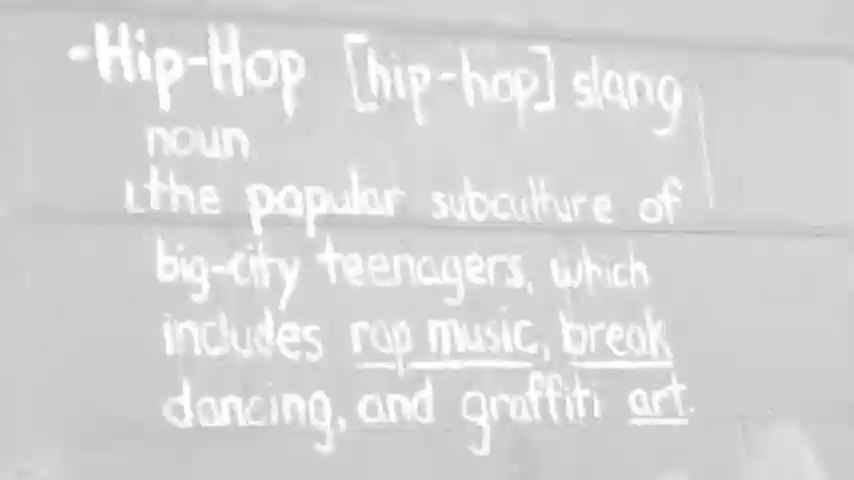 -Hip-Hop [hip-hop] slang
noun
1.the popular subculture of
big-city teenagers, which
includes rap music, break
dancing, and graffiti art.